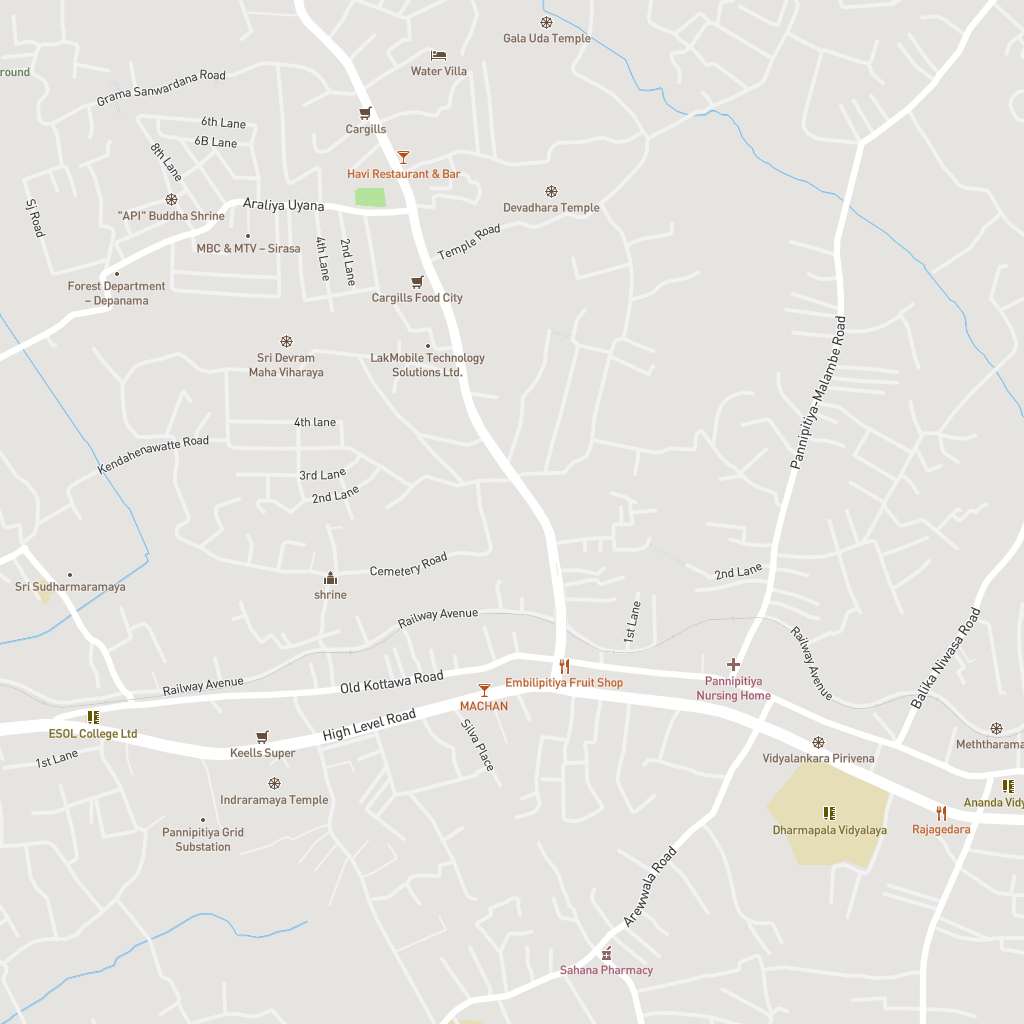 Gala Uda Temple
Water Villa
round
Grama Sanwardana Road
6th Lane
6B Lane
Cargills
8th Lane
Havi Restaurant & Bar
Sj Road
Araliya Uyana
"API" Buddha Shrine
Devadhara Temple
MBC & MTV – Sirasa
4th Lane
2nd Lane
Temple Road
Forest Department
– Depanama
Cargills Food City
Sri Devram
Maha Viharaya
LakMobile Technology
Solutions Ltd.
Pannipitiya-Malambe Road
4th lane
Kendahenawatte Road
3rd Lane
2nd Lane
Cemetery Road
2nd Lane
Sri Sudharmaramaya
shrine
Railway Avenue
1st Lane
Railway Avenue
Balika Niwasa Road
Railway Avenue
Old Kottawa Road
Embilipitiya Fruit Shop
Pannipitiya
Nursing Home
MACHAN
High Level Road
ESOL College Ltd
1st Lane
Keells Super
Silva Place
Vidyalankara Pirivena
Meththarama
Indraramaya Temple
Ananda Vidy
Pannipitiya Grid
Substation
Dharmapala Vidyalaya
Rajagedara
Arewwala Road
Sahana Pharmacy